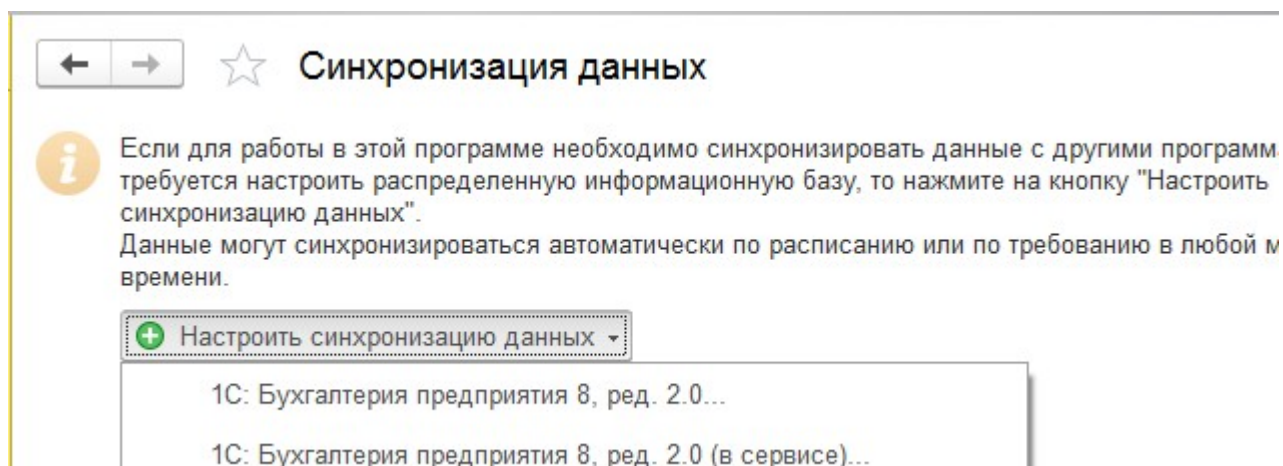 Синхронизация данных
Если для работы в этой программе необходимо синхронизировать данные с другими программ
требуется настроить распределенную информационную базу, то нажмите на кнопку "Настроить
синхронизацию данных".
Данные могут синхронизироваться автоматически по расписанию или по требованию в любой м
времени.
Настроить синхронизацию данных
1С: Бухгалтерия предприятия 8, ред. 2.0...
1С: Бухгалтерия предприятия 8, ред. 2.0 (в сервисе)...